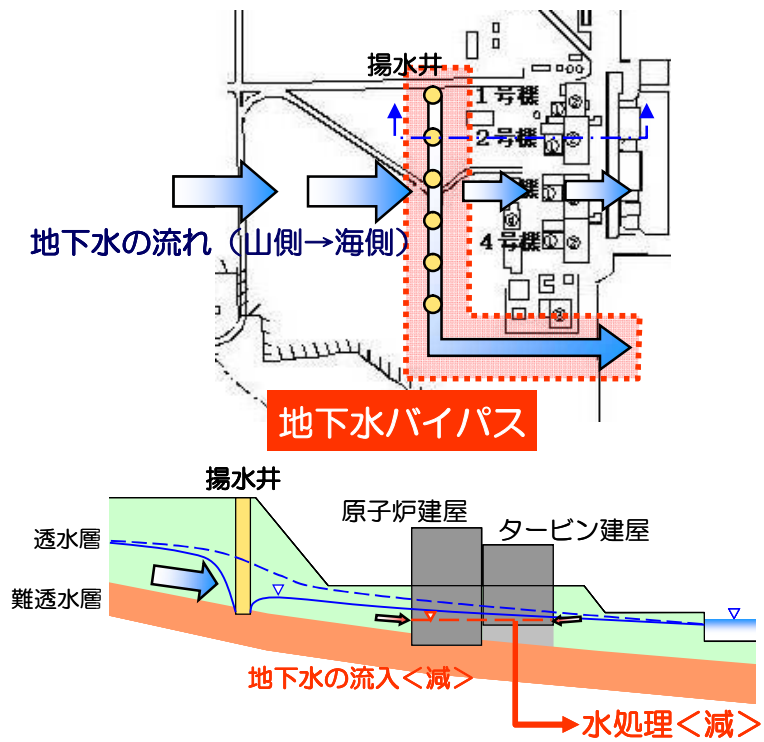 揚水井
1号機
2号機
機
4号機
地下水の流れ（山側→海側）
地下水バイパス
揚水井
原子炉建屋
タービン建屋
透水層
難透水層
地下水の流入＜減＞
水処理＜減＞